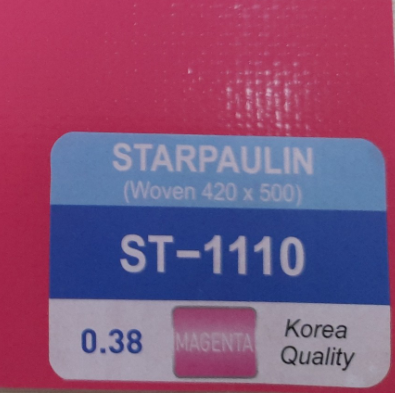 STARPAULIN
(Woven 420 x 500)
ST-1110
0.38
MAGENTA
Korea
Quality